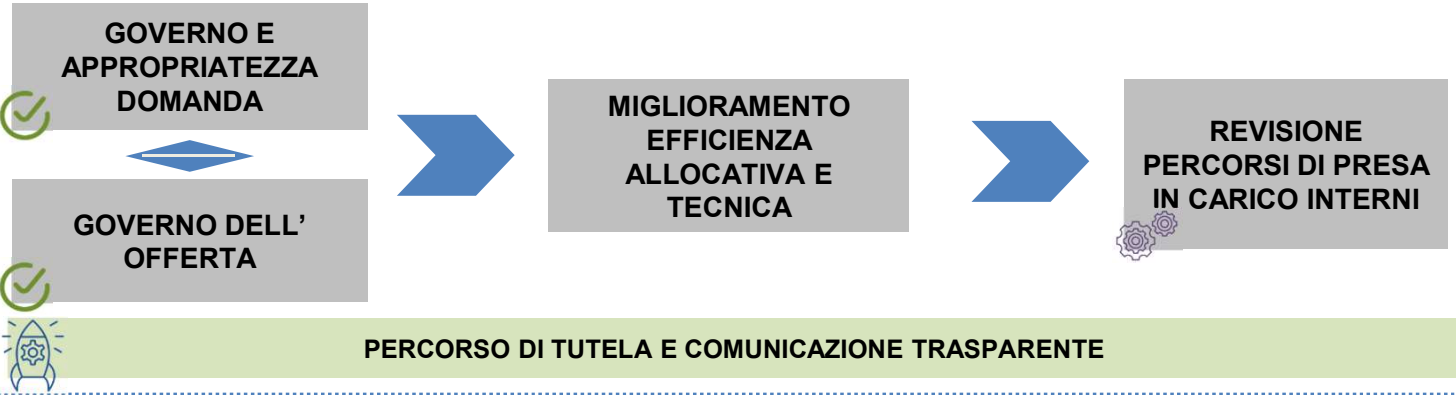 GOVERNO E
APPROPRIATEZZA
DOMANDA
GOVERNO DELL’
OFFERTA
MIGLIORAMENTO
EFFICIENZA
ALLOCATIVA E
TECNICA
REVISIONE
PERCORSI DI PRESA
IN CARICO INTERNI
PERCORSO DI TUTELA E COMUNICAZIONE TRASPARENTE